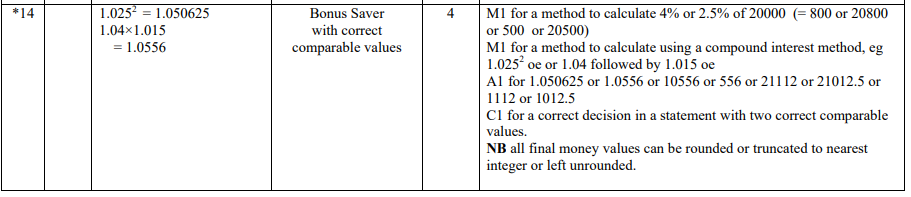 *14
1.025² = 1.050625
1.04×1.015
= 1.0556
Bonus Saver
with correct
comparable values
4
M1 for a method to calculate 4% or 2.5% of 20000 (= 800 or 20800
or 500 or 20500)
M1 for a method to calculate using a compound interest method, eg
1.025² oe or 1.04 followed by 1.015 oe
A1 for 1.050625 or 1.0556 or 10556 or 556 or 21112 or 21012.5 or
1112 or 1012.5
C1 for a correct decision in a statement with two correct comparable
values.
NB all final money values can be rounded or truncated to nearest
integer or left unrounded.